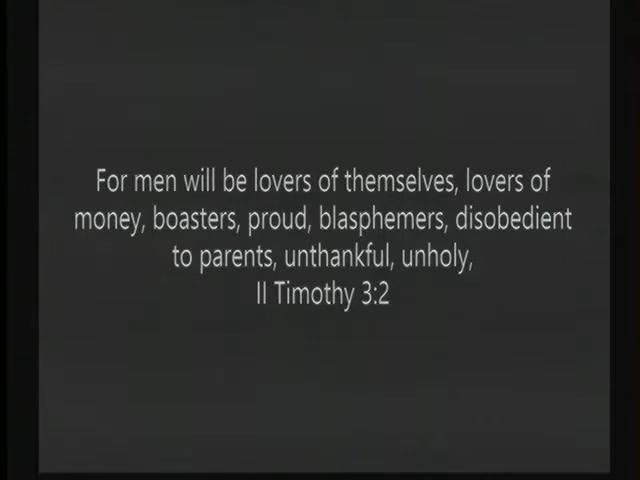 For men will be lovers of themselves, lovers of
money, boasters, proud, blasphemers, disobedient
to parents, unthankful, unholy,
II Timothy 3:2